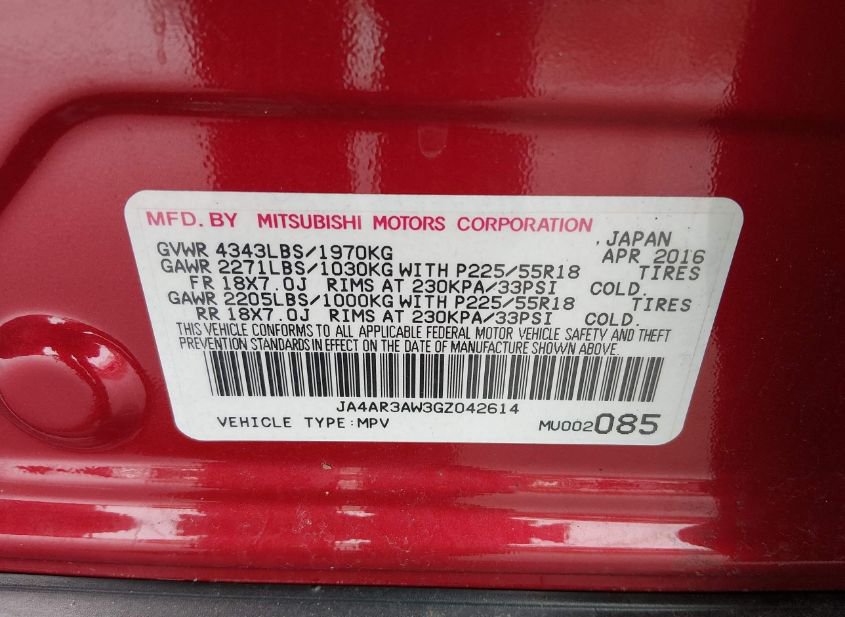 MFD. BY MITSUBISHI MOTORS CORPORATION
, JAPAN
GVWR 4343LBS/1970KG APR 2016
GAWR 2271LBS/1030KG WITH P225/55R18 TIRES
FR 18X7.0J RIMS AT 230KPA/33PSI COLD.
GAWR 2205LBS/1000KG WITH P225/55R18 TIRES
RR 18X7.0J RIMS AT 230KPA/33PSI COLD.
THIS VEHICLE CONFORMS TO ALL APPLICABLE FEDERAL MOTOR VEHICLE SAFETY AND THEFT
PREVENTION STANDARDS IN EFFECT ON THE DATE OF MANUFACTURE SHOWN ABOVE.
JA4AR3AW3GZ042614
VEHICLE TYPE:MPV MU002085